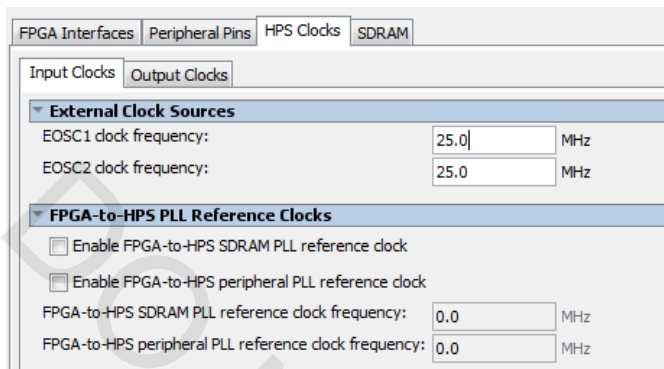 FPGA Interfaces Peripheral Pins HPS Clocks SDRAM
Input Clocks Output Clocks
External Clock Sources
EOSC1 clock frequency: 25.0 MHz
EOSC2 clock frequency: 25.0 MHz
FPGA-to-HPS PLL Reference Clocks
Enable FPGA-to-HPS SDRAM PLL reference clock
Enable FPGA-to-HPS peripheral PLL reference clock
FPGA-to-HPS SDRAM PLL reference clock frequency: 0.0 MHz
FPGA-to-HPS peripheral PLL reference clock frequency: 0.0 MHz